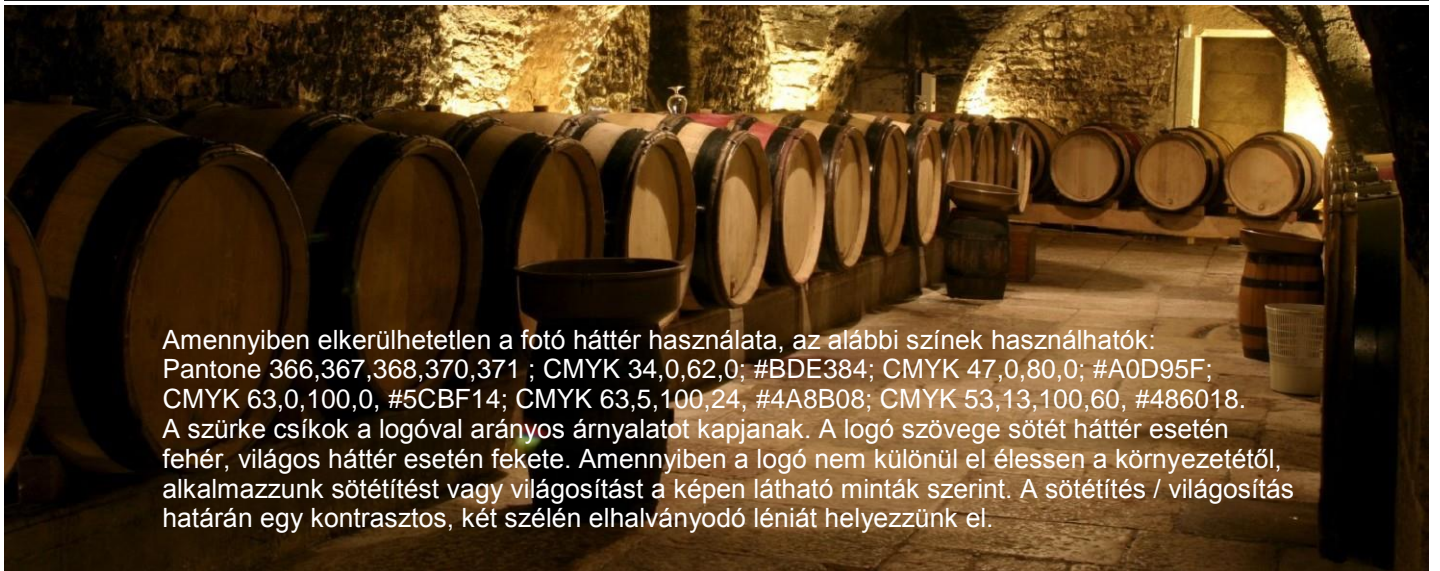 Amennyiben elkerülhetetlen a fotó háttér használata, az alábbi színek használhatók:
Pantone 366,367,368,370,371 ; CMYK 34,0,62,0; #BDE384; CMYK 47,0,80,0; #A0D95F;
CMYK 63,0,100,0, #5CBF14; CMYK 63,5,100,24, #4A8B08; CMYK 53,13,100,60, #486018.
A szürke csíkok a logóval arányos árnyalatot kapjanak. A logó szövege sötét háttér esetén
fehér, világos háttér esetén fekete. Amennyiben a logó nem különül el élessen a környezetétől,
alkalmazzunk sötétítést vagy világosítást a képen látható minták szerint. A sötétítés / világosítás
határán egy kontrasztos, két szélén elhalványodó léniát helyezzünk el.